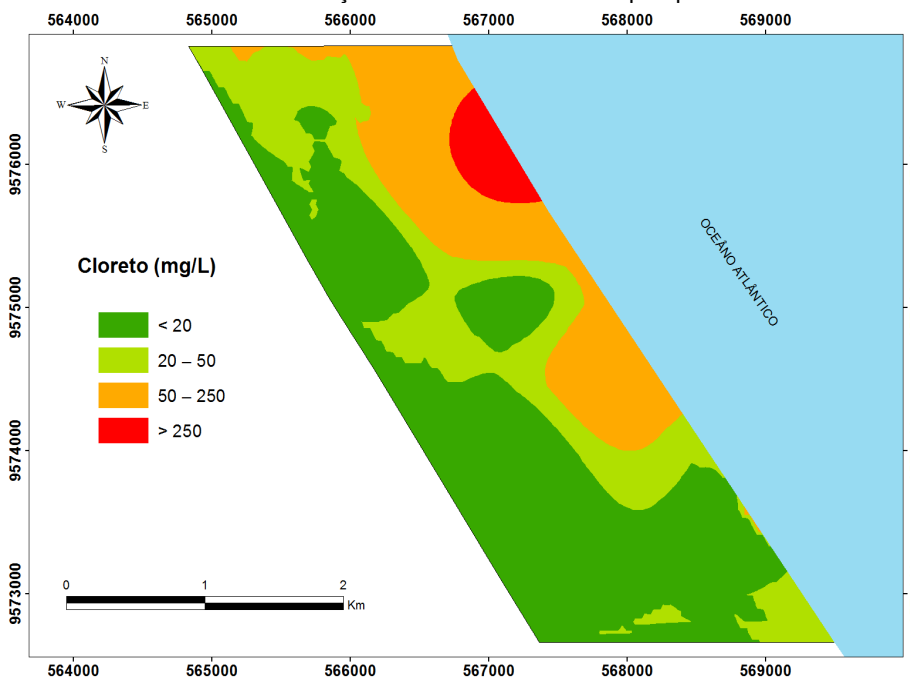 564000 565000 566000 567000 568000 569000
N
W E
S
9576000
9575000
9574000
9573000
OCEÂNO ATLÂNTICO
Cloreto (mg/L)
< 20
20 – 50
50 – 250
> 250
0 1 2
Km
564000 565000 566000 567000 568000 569000